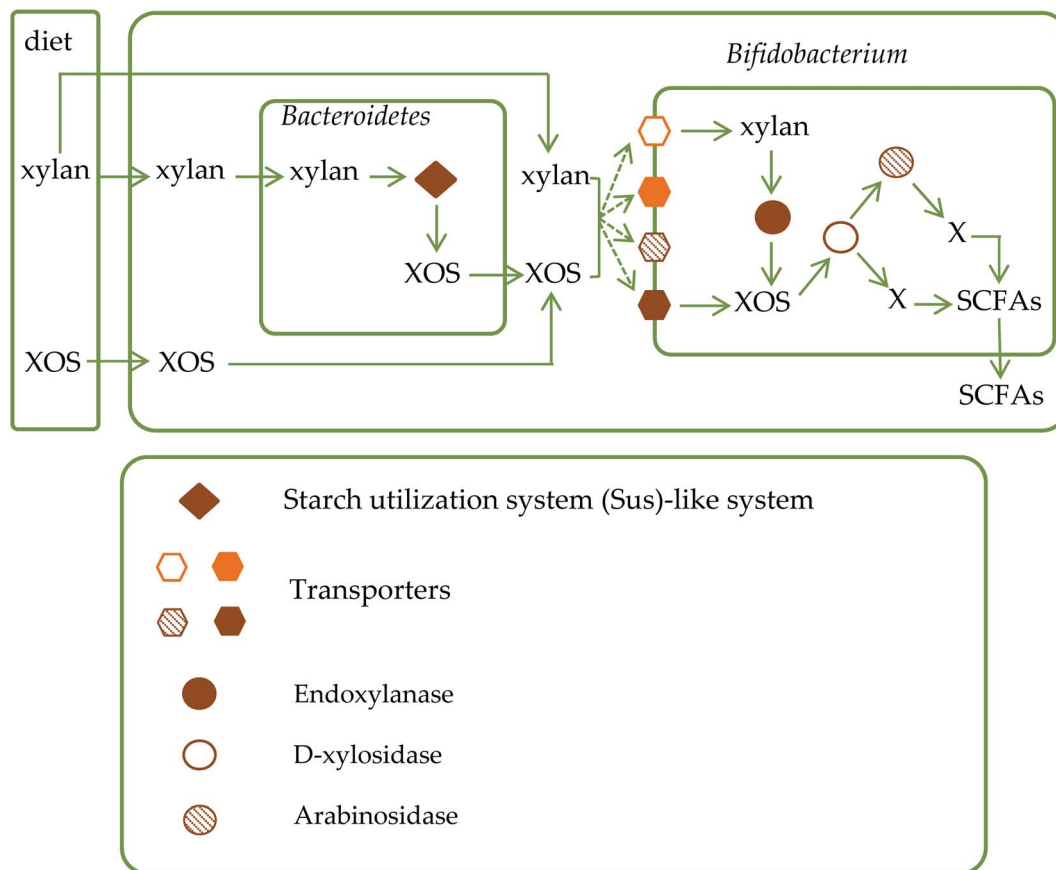 diet
Bifidobacterium
Bacteroidetes
xylan
xylan
xylan
xylan
xylan
XOS
XOS
XOS
X
X
SCFAs
XOS
XOS
SCFAs
Starch utilization system (Sus)-like system
Transporters
Endoxylanase
D-xylosidase
Arabinosidase